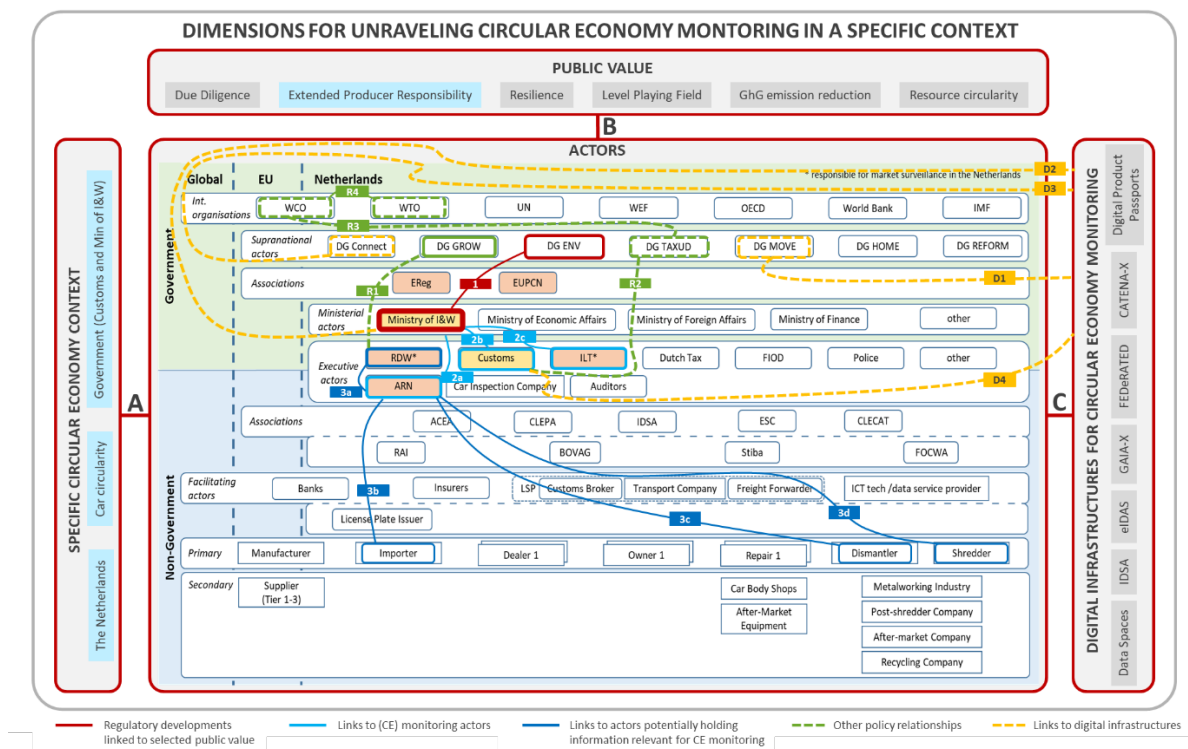 DIMENSIONS FOR UNRAVELING CIRCULAR ECONOMY MONITORING IN A SPECIFIC CONTEXT
PUBLIC VALUE
Due Diligence
Extended Producer Responsibility
Resilience
Level Playing Field
GhG emission reduction
Resource circularity
B
SPECIFIC CIRCULAR ECONOMY CONTEXT
Government (Customs and Min of I&W)
Car circularity
The Netherlands
A
ACTORS
Government
Non-Government
Global
EU
Netherlands
* responsible for market surveillance in the Netherlands
D2
D3
R4
Int.
organisations
WCO
WTO
UN
WEF
OECD
World Bank
IMF
R3
Supranational
actors
DG Connect
DG GROW
DG ENV
DG TAXUD
DG MOVE
DG HOME
DG REFORM
Associations
EReg
EUPCN
R1
1
R2
D1
Ministerial
actors
Ministry of I&W
Ministry of Economic Affairs
Ministry of Foreign Affairs
Ministry of Finance
other
2b
2c
Executive
actors
RDW*
Customs
ILT*
Dutch Tax
FIOD
Police
other
2a
3a
D4
ARN
Car Inspection Company
Auditors
Associations
ACEA
CLEPA
IDSA
ESC
CLECAT
RAI
BOVAG
Stiba
FOCWA
Facilitating
actors
Banks
Insurers
LSP
Customs Broker
Transport Company
Freight Forwarder
ICT tech /data service provider
3b
3c
3d
License Plate Issuer
Primary
Manufacturer
Importer
Dealer 1
Owner 1
Repair 1
Dismantler
Shredder
Secondary
Supplier
(Tier 1-3)
Car Body Shops
After-Market
Equipment
Metalworking Industry
Post-shredder Company
After-market Company
Recycling Company
C
DIGITAL INFRASTRUCTURES FOR CIRCULAR ECONOMY MONITORING
Digital Product
Passports
CATENA-X
FEDeRATED
GAIA-X
eIDAS
IDSA
Data Spaces
Regulatory developments
linked to selected public value
Links to (CE) monitoring actors
Links to actors potentially holding
information relevant for CE monitoring
Other policy relationships
Links to digital infrastructures